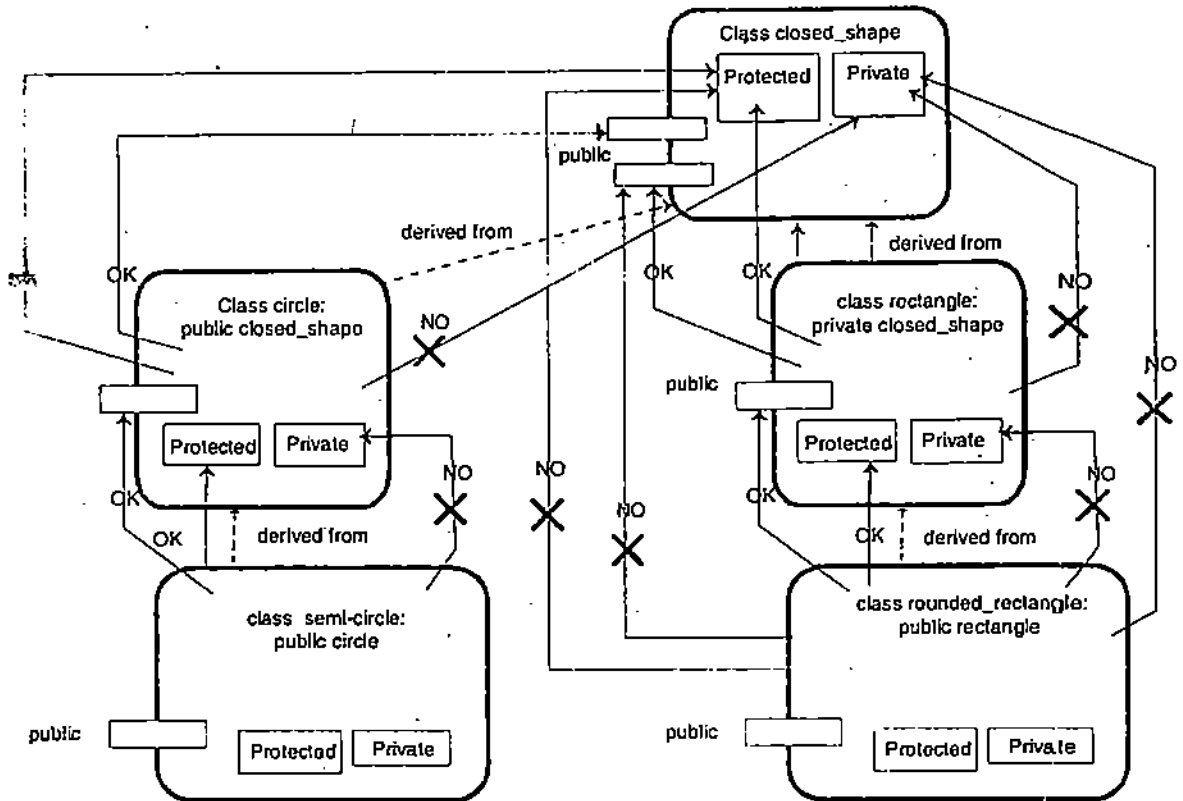 Class closed_shape
Protected
Private
public
derived from
derived from
OK
OK
OK
NO
Class circle:
public closed_shape
NO
class rectangle:
private closed_shape
NO
public
Protected
Private
Protected
Private
OK
NO
NO
NO
OK
NO
OK
derived from
OK
derived from
class semi-circle:
public circle
class rounded_rectangle:
public rectangle
public
Protected
Private
public
Protected
Private